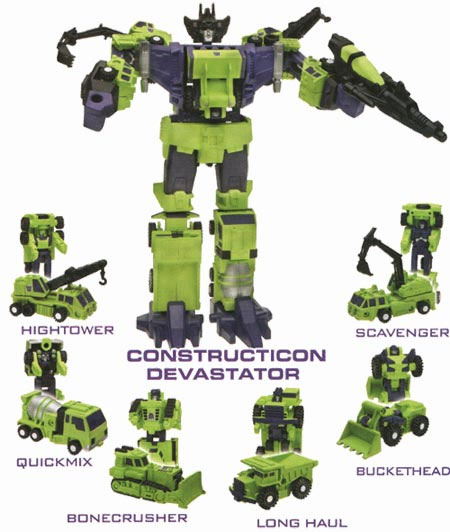 HIGHTOWER
SCAVENGER
CONSTRUCTICON
DEVASTATOR
QUICKMIX
BUCKETHEAD
BONECRUSHER
LONG HAUL